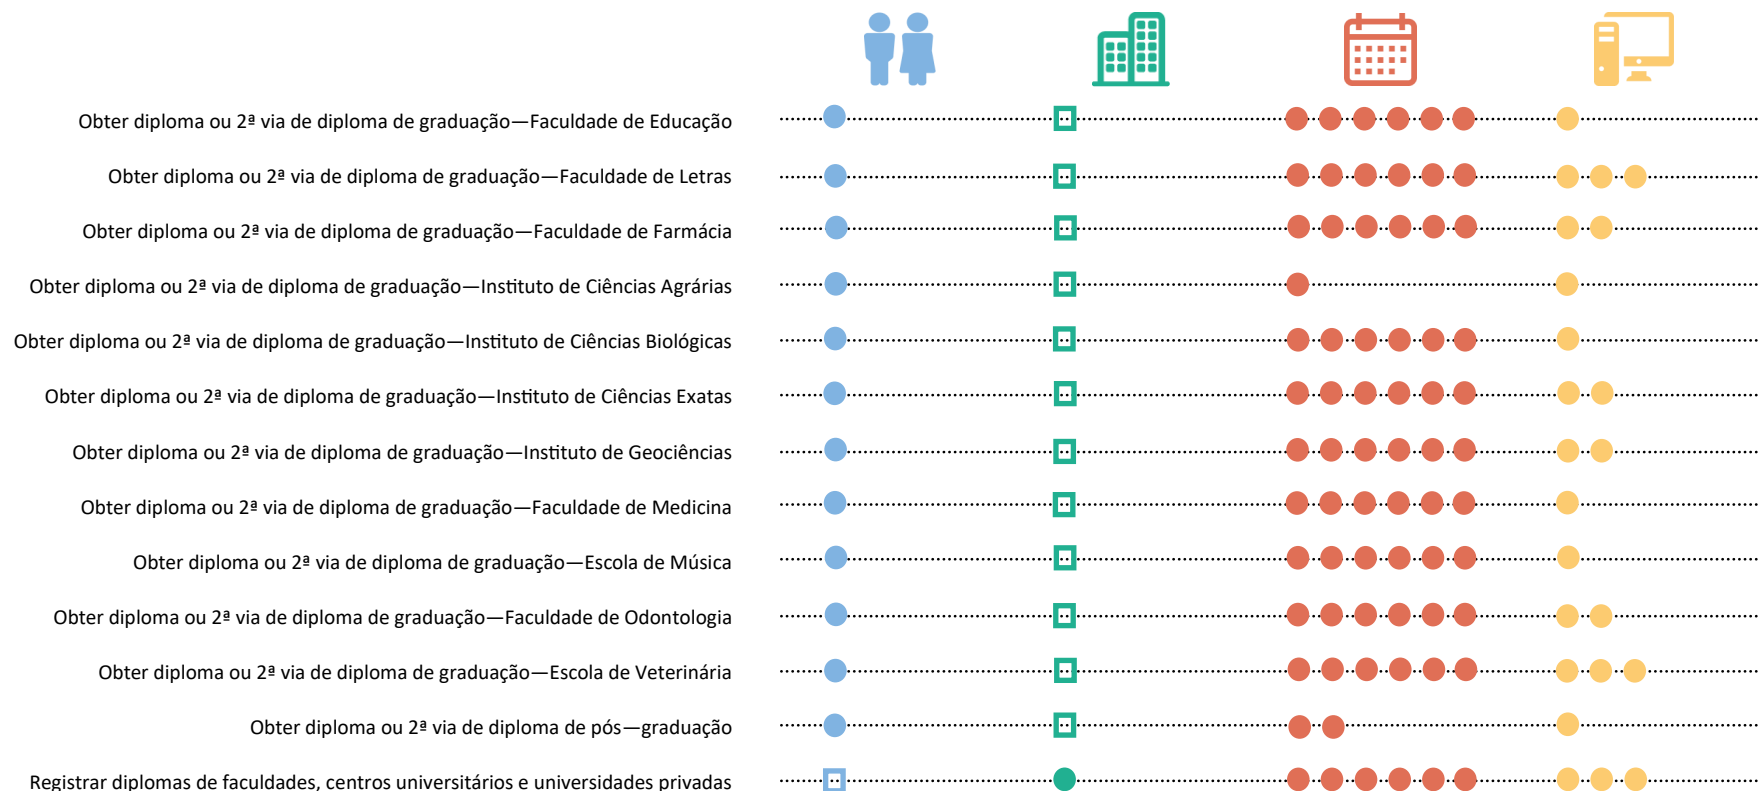 Obter diploma ou 2ª via de diploma de graduação—Faculdade de Educação
Obter diploma ou 2ª via de diploma de graduação—Faculdade de Letras
Obter diploma ou 2ª via de diploma de graduação—Faculdade de Farmácia
Obter diploma ou 2ª via de diploma de graduação—Instituto de Ciências Agrárias
Obter diploma ou 2ª via de diploma de graduação—Instituto de Ciências Biológicas
Obter diploma ou 2ª via de diploma de graduação—Instituto de Ciências Exatas
Obter diploma ou 2ª via de diploma de graduação—Instituto de Geociências
Obter diploma ou 2ª via de diploma de graduação—Faculdade de Medicina
Obter diploma ou 2ª via de diploma de graduação—Escola de Música
Obter diploma ou 2ª via de diploma de graduação—Faculdade de Odontologia
Obter diploma ou 2ª via de diploma de graduação—Escola de Veterinária
Obter diploma ou 2ª via de diploma de pós—graduação
Registrar diplomas de faculdades, centros universitários e universidades privadas